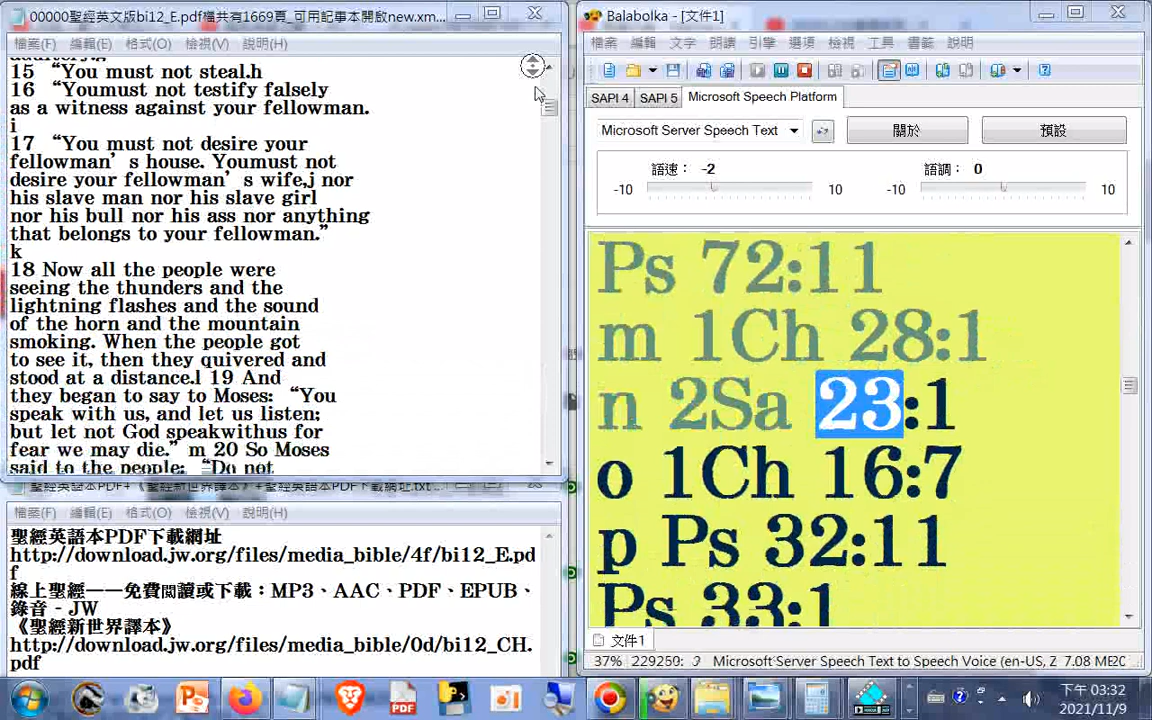 00000聖經英文版bi12_E.pdf檔共有1669頁_可用記事本開啟new.xm...
檔案(F) 編輯(E) 格式(O) 檢視(V) 說明(H)
15 “You must not steal.h
16 “Youmust not testify falsely
as a witness against your fellowman.
i
17 “You must not desire your
fellowman’s house. Youmust not
desire your fellowman’s wife,j nor
his slave man nor his slave girl
nor his bull nor his ass nor anything
that belongs to your fellowman.”
k
18 Now all the people were
seeing the thunders and the
lightning flashes and the sound
of the horn and the mountain
smoking. When the people got
to see it, then they quivered and
stood at a distance.l 19 And
they began to say to Moses: “You
speak with us, and let us listen;
but let not God speakwithus for
fear we may die.” m 20 So Moses
said to the people: “Do not
聖經英語本PDF+《聖經新世界譯本》+聖經英語本PDF下載網址.txt ...
檔案(F) 編輯(E) 格式(O) 檢視(V) 說明(H)
聖經英語本PDF下載網址
http://download.jw.org/files/media_bible/4f/bi12_E.pd
f
線上聖經——免費閱讀或下載：MP3、AAC、PDF、EPUB、
錄音 - JW
《聖經新世界譯本》
http://download.jw.org/files/media_bible/0d/bi12_CH.
pdf
Balabolka - [文件1]
檔案 編輯 文字 朗讀 引擎 選項 檢視 工具 書籤 說明
SAPI 4 SAPI 5 Microsoft Speech Platform
Microsoft Server Speech Text 關於 預設
語速： -2 語調： 0
-10 10 -10 10
Ps 72:11
m 1Ch 28:1
n 2Sa 23:1
o 1Ch 16:7
p Ps 32:11
Ps 33:1
文件1
37% 229250: Microsoft Server Speech Text to Speech Voice (en-US, Z 7.08 ME20
PDF
下午 03:32
2021/11/9